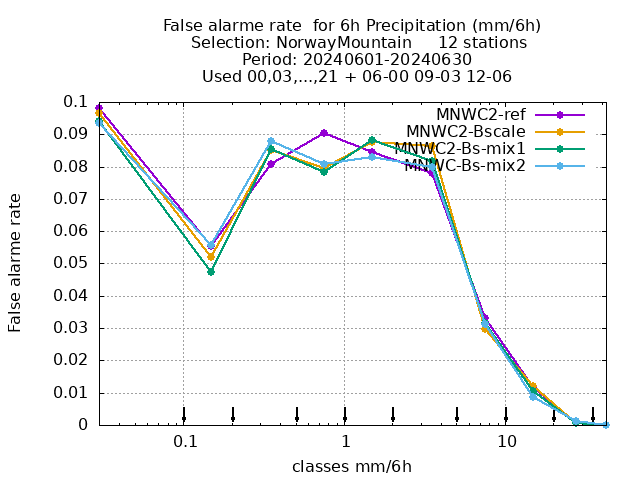 False alarme rate  for 6h Precipitation (mm/6h)
Selection: NorwayMountain     12 stations
Period: 20240601-20240630
Used 00,03,...,21 + 06-00 09-03 12-06
MNWC2-ref
MNWC2-Bscale
MNWC2-Bs-mix1
MNWC-Bs-mix2
False alarme rate
0.1
0.09
0.08
0.07
0.06
0.05
0.04
0.03
0.02
0.01
0
0.1
1
10
classes mm/6h